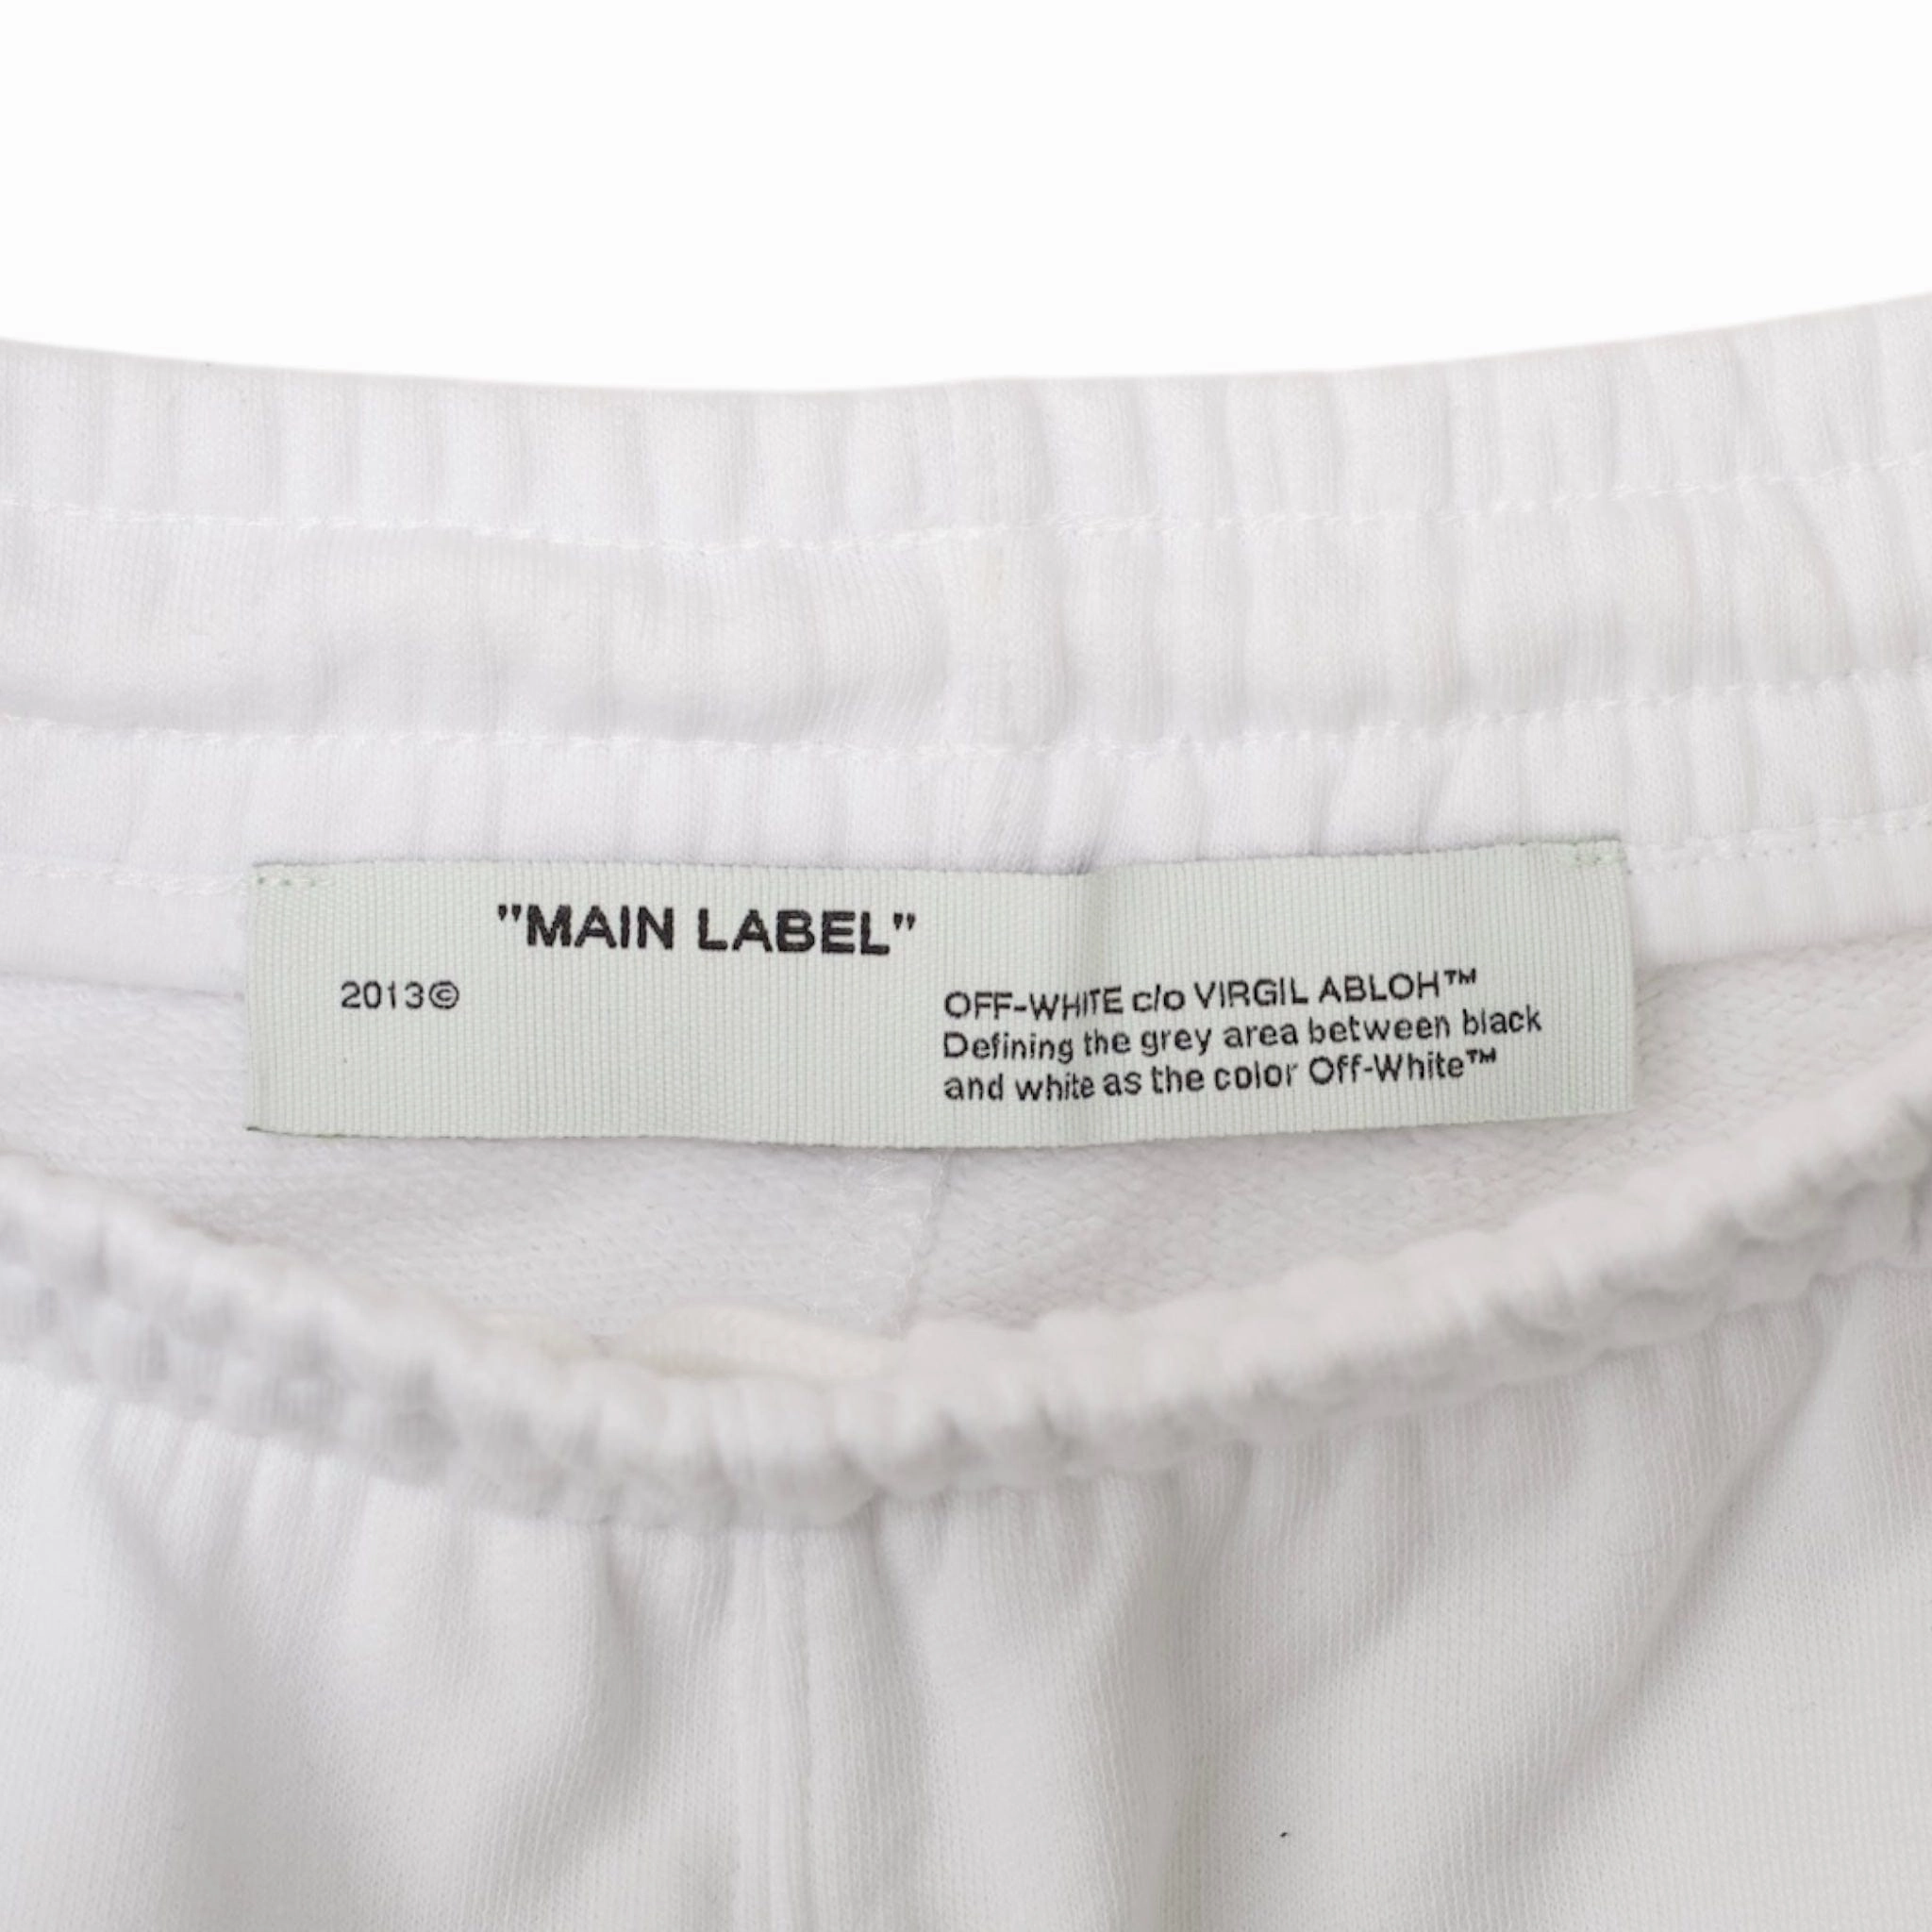 "MAIN LABEL"
2013©
OFF-WHITE c/o VIRGIL ABLOH™
Defining the grey area between black
and white as the color Off-White™